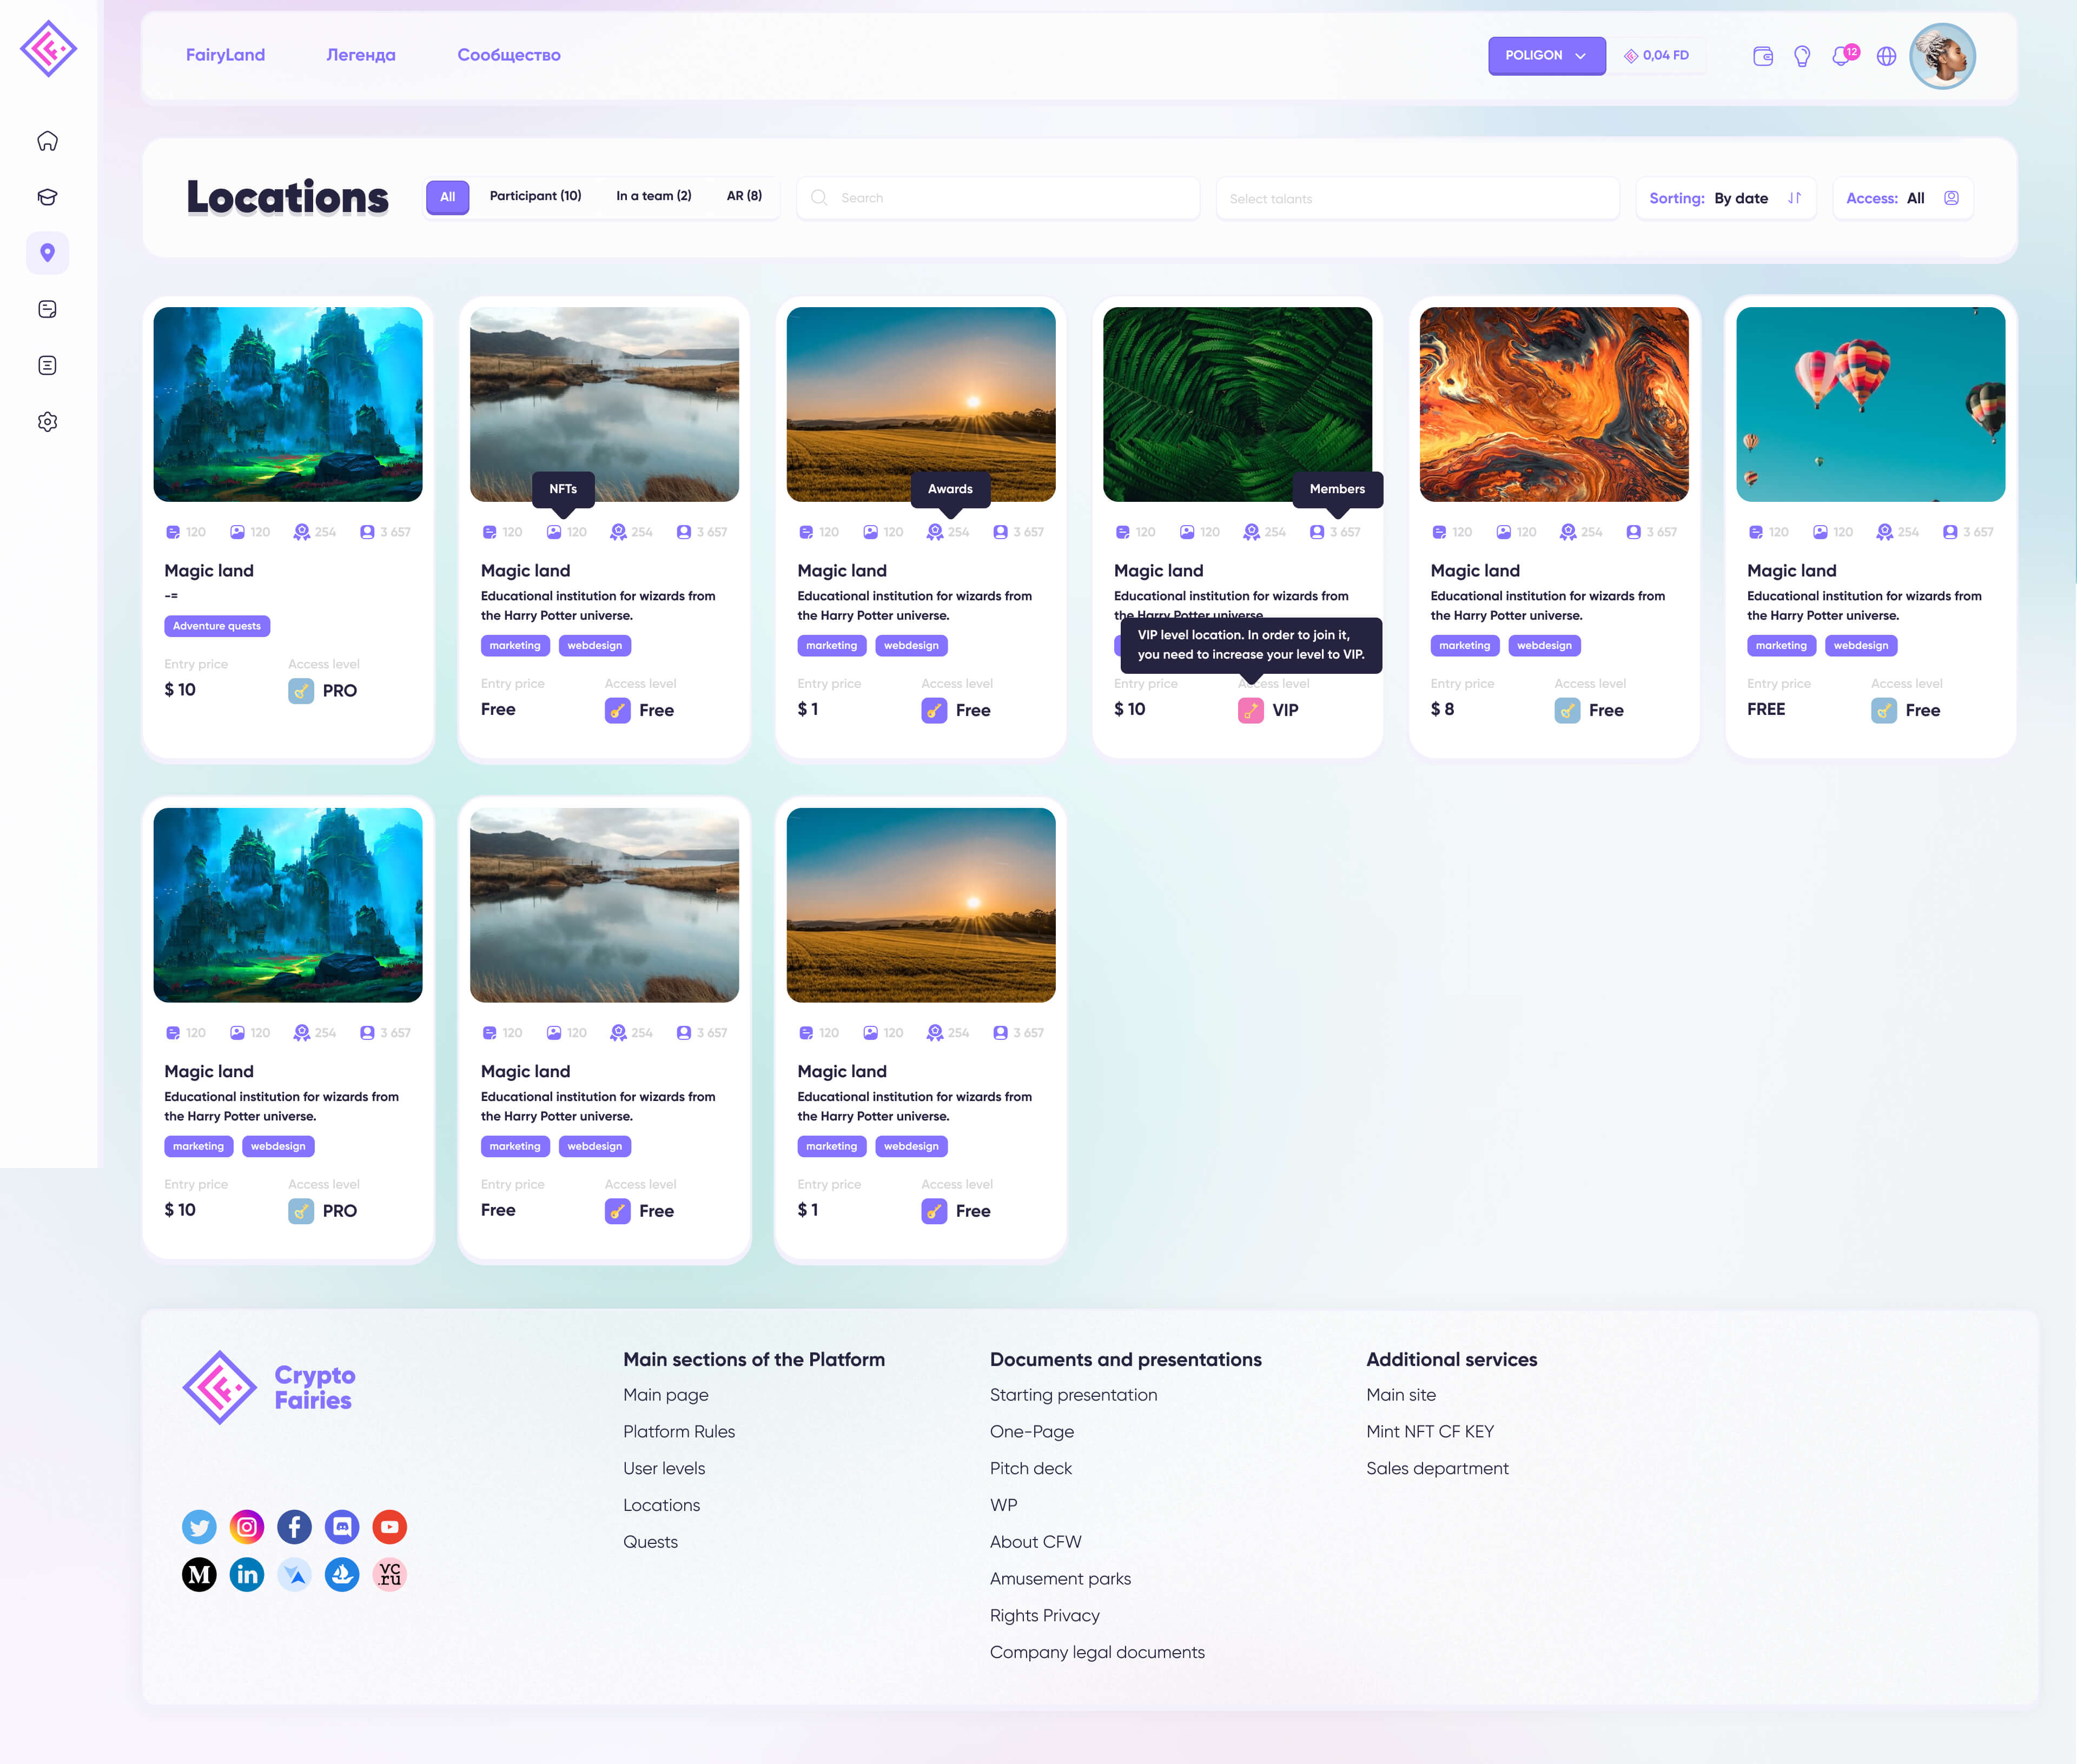 FairyLand
Легенда
Сообщество
POLIGON
0,04 FD
12
Locations
All
Participant (10)
In a team (2)
AR (8)
Search
Select talants
Sorting: By date
Access: All
120 120 254 3 657
Magic land
-=
Adventure quests
Entry price
Access level
$ 10
PRO
NFTs
120 120 254 3 657
Magic land
Educational institution for wizards from
the Harry Potter universe.
marketing
webdesign
Entry price
Access level
Free
Free
Awards
120 120 254 3 657
Magic land
Educational institution for wizards from
the Harry Potter universe.
marketing
webdesign
Entry price
Access level
$ 1
Free
Members
120 120 254 3 657
Magic land
Educational institution for wizards from
the Harry Potter universe.
VIP level location. In order to join it,
you need to increase your level to VIP.
Entry price
Access level
$ 10
VIP
120 120 254 3 657
Magic land
Educational institution for wizards from
the Harry Potter universe.
marketing
webdesign
Entry price
Access level
$ 8
Free
120 120 254 3 657
Magic land
Educational institution for wizards from
the Harry Potter universe.
marketing
webdesign
Entry price
Access level
FREE
Free
120 120 254 3 657
Magic land
Educational institution for wizards from
the Harry Potter universe.
marketing
webdesign
Entry price
Access level
$ 10
PRO
120 120 254 3 657
Magic land
Educational institution for wizards from
the Harry Potter universe.
marketing
webdesign
Entry price
Access level
Free
Free
120 120 254 3 657
Magic land
Educational institution for wizards from
the Harry Potter universe.
marketing
webdesign
Entry price
Access level
$ 1
Free
Crypto
Fairies
M
in
vc
.ru
Main sections of the Platform
Main page
Platform Rules
User levels
Locations
Quests
Documents and presentations
Starting presentation
One-Page
Pitch deck
WP
About CFW
Amusement parks
Rights Privacy
Company legal documents
Additional services
Main site
Mint NFT CF KEY
Sales department